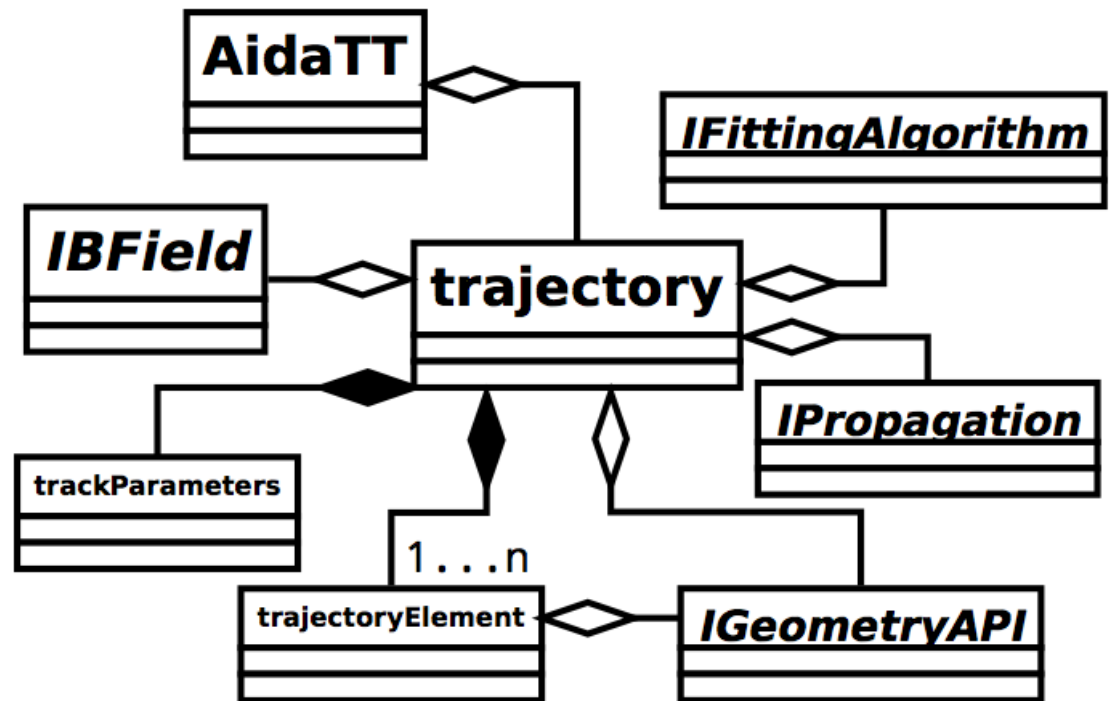 AidaTT
IFittingAlgorithm
IBField
trajectory
IPropagation
trackParameters
1...n
trajectoryElement
IGeometryAPI